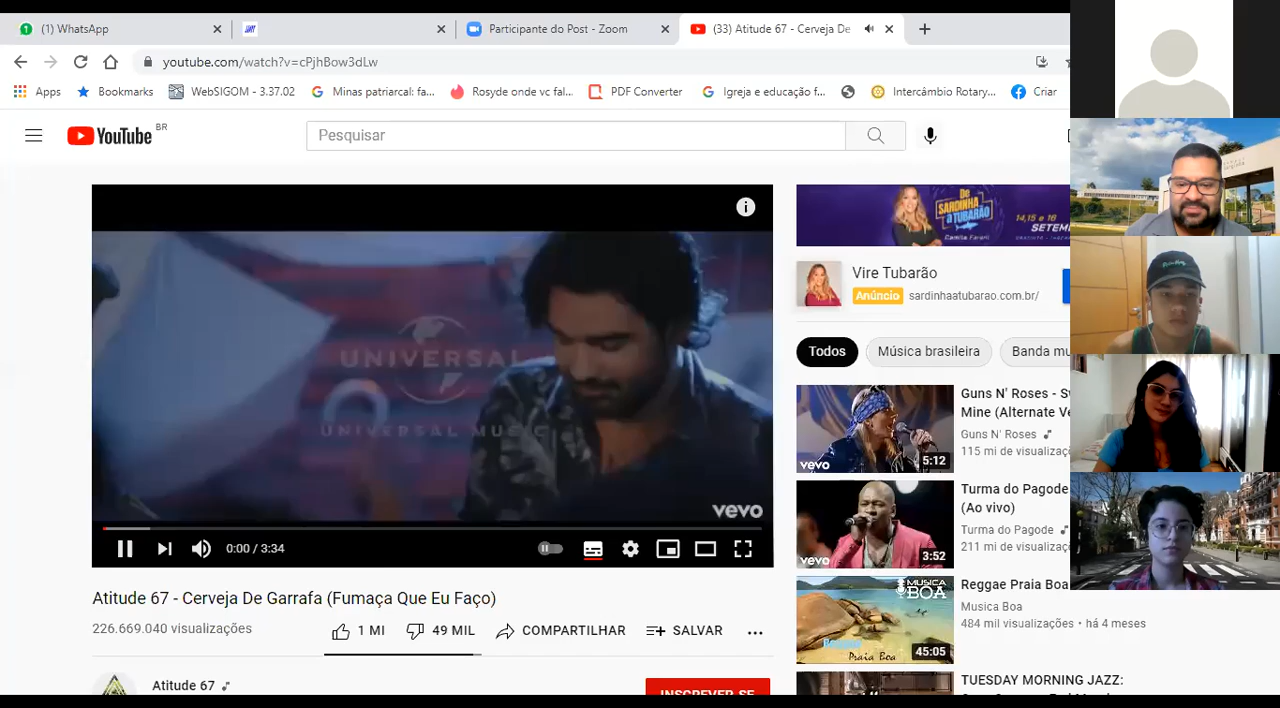 (1) WhatsApp
Participante do Post - Zoom
(33) Atitude 67 - Cerveja De
youtube.com/watch?v=cPjhBow3dLw
Apps
Bookmarks
WebSIGOM - 3.37.02
Minas patriarcal: fa...
Rosyde onde vc fal...
PDF Converter
Igreja e educação f...
Intercâmbio Rotary...
Criar
YouTube BR
Pesquisar
UNIVERSAL
UNIVERSAL MUSIC
vevo
0:00 / 3:34
Atitude 67 - Cerveja De Garrafa (Fumaça Que Eu Faço)
226.669.040 visualizações
1 MI
49 MIL
COMPARTILHAR
SALVAR
Atitude 67
INSCREVER-SE
DE
SARDINHA
A TUBARÃO
Camila Farani
14,15 e 16
SETEM
Vire Tubarão
Anúncio sardinhaatubarao.com.br/
Todos
Música brasileira
Banda mu
vevo
5:12
Guns N' Roses - Sw
Mine (Alternate Ve
Guns N' Roses
115 mi de visualizaçõ
vevo
3:52
Turma do Pagode
(Ao vivo)
Turma do Pagode
211 mi de visualizaçõ
MUSICA
BOA
Reggae
Praia Boa
45:05
Reggae Praia Boa
Musica Boa
484 mil visualizações • há 4 meses
TUESDAY MORNING JAZZ: